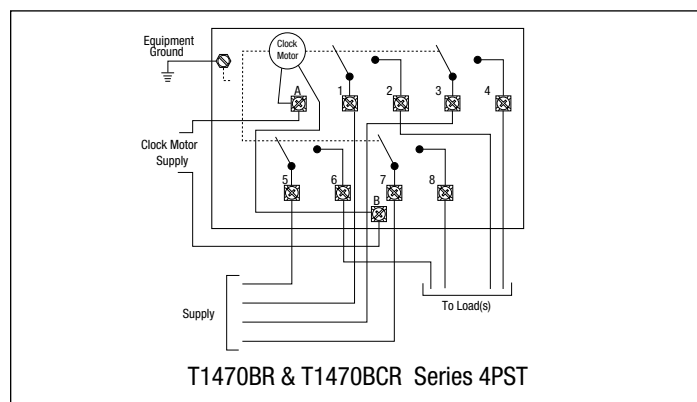 Equipment
Ground
Clock
Motor
A 1 2 3 4
Clock Motor
Supply
5 6 7 8
B
Supply
To Load(s)
T1470BR & T1470BCR Series 4PST